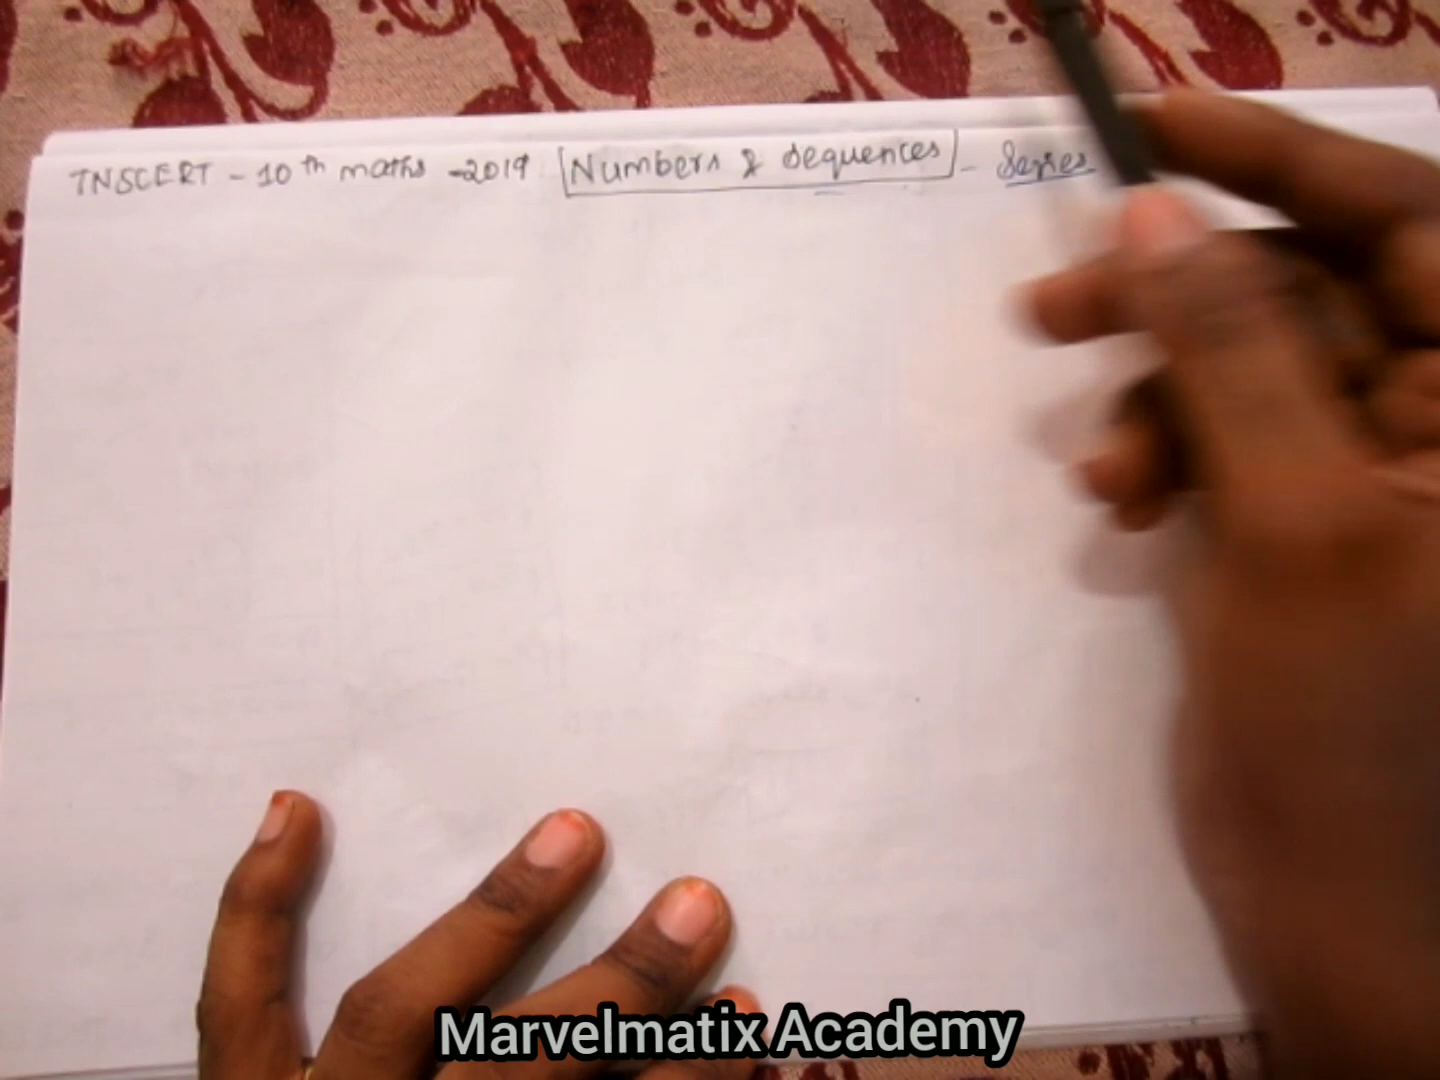 TNSCERT - 10th maths - 2019 Numbers & Sequences - Series
Marvelmatix Academy